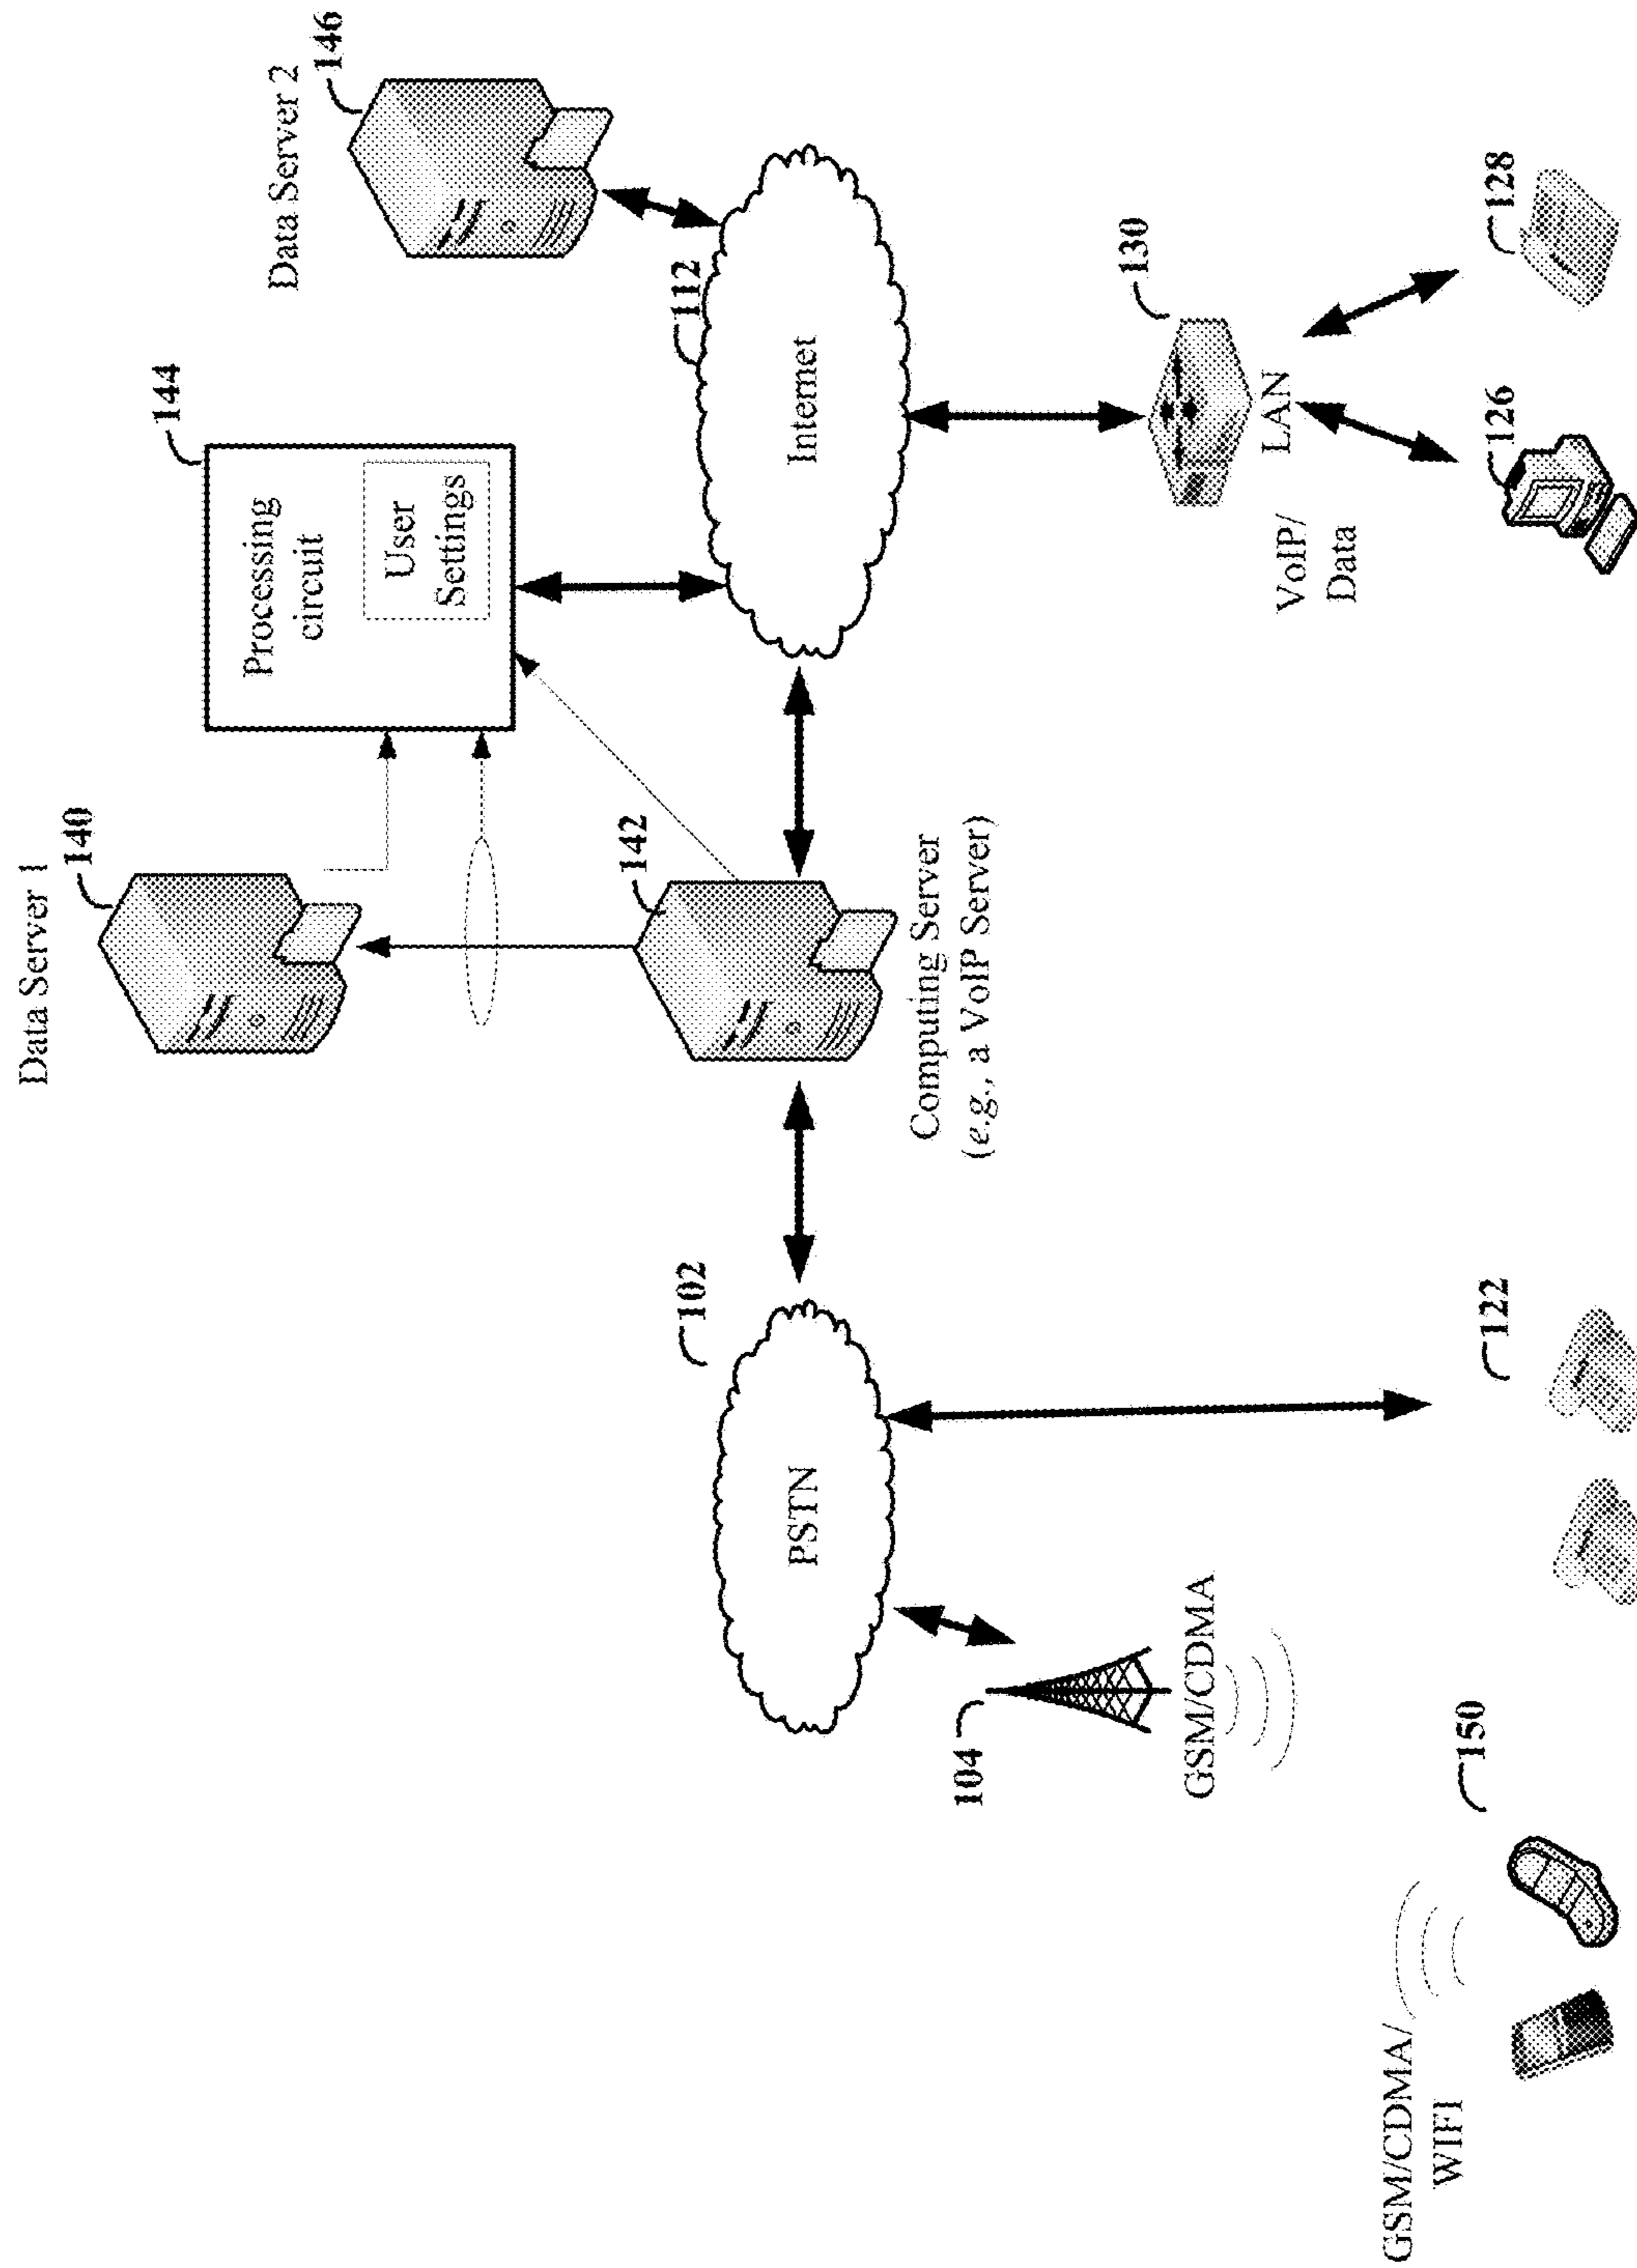 Data Server 1
140
Data Server 2
146
144
Processing
circuit
User
Settings
142
Computing Server
(e.g., a VoIP Server)
112
Internet
102
PSTN
104
GSM/CDMA
130
LAN
VoIP/
Data
GSM/CDMA/
WIFI
150
122
126
128